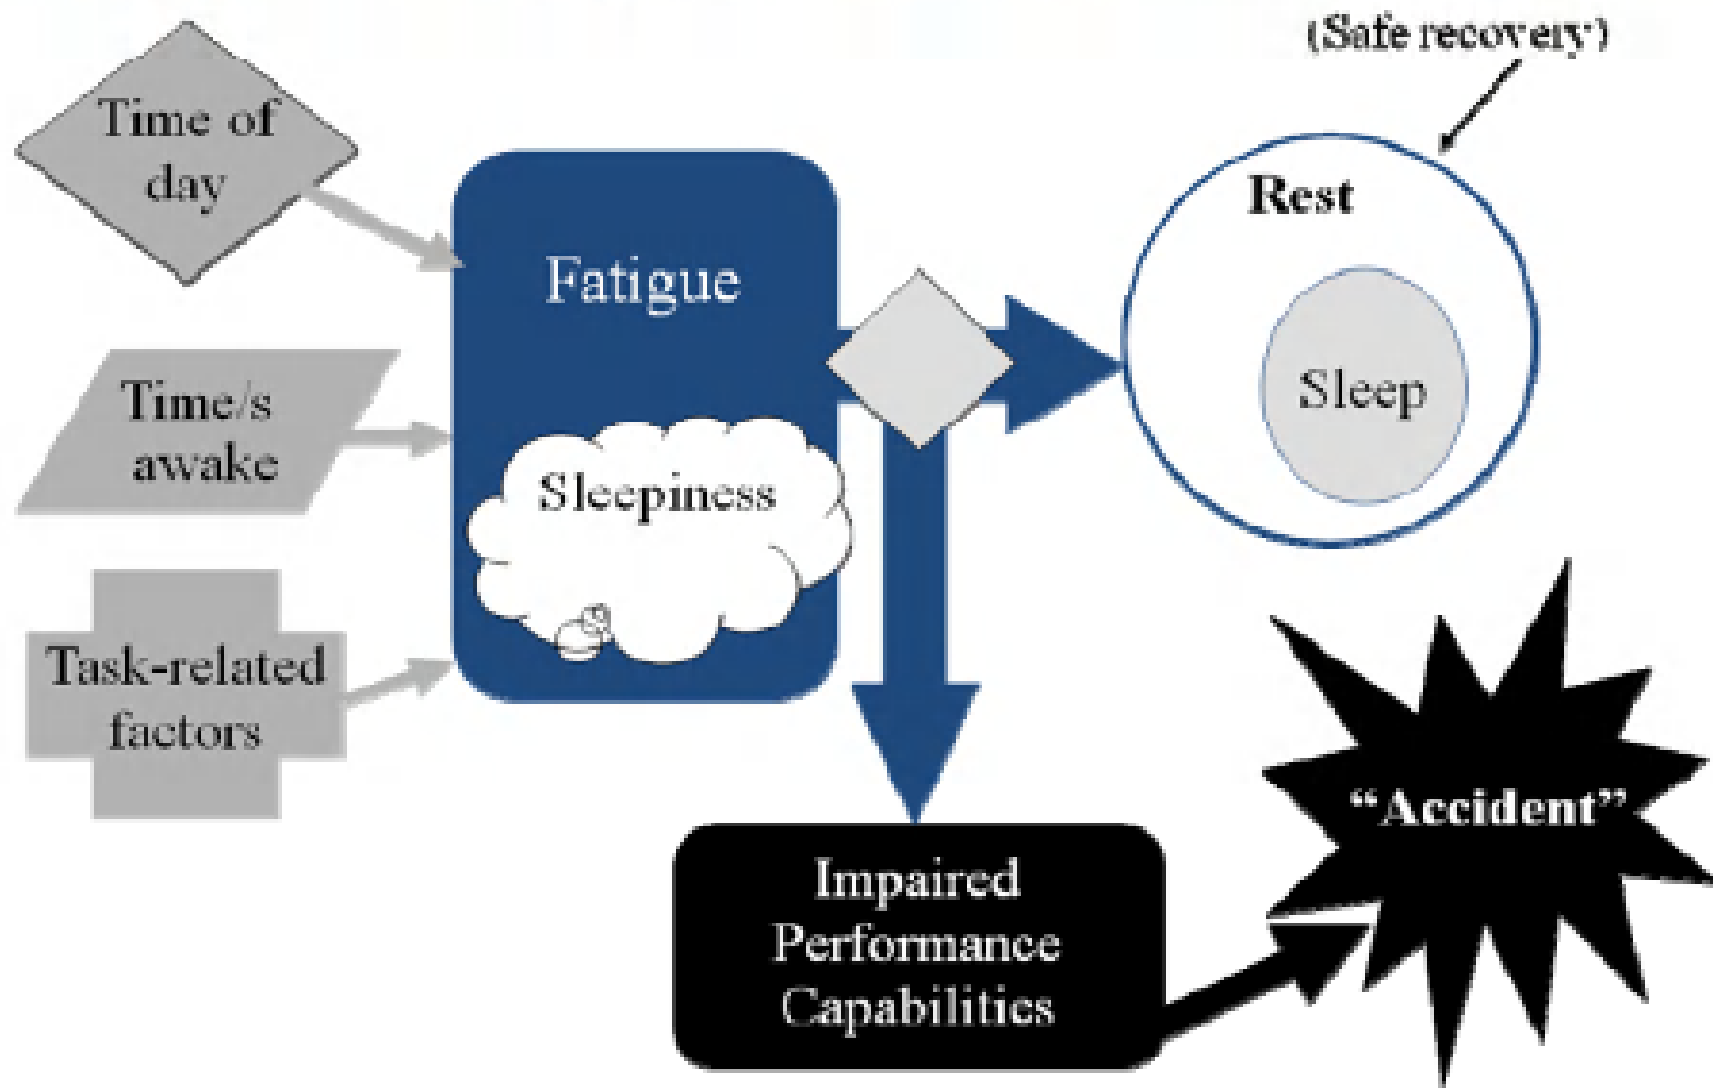 Time of
day
Time/s
awake
Task-related
factors
Fatigue
Sleepiness
(Safe recovery)
Rest
Sleep
Impaired
Performance
Capabilities
“Accident”